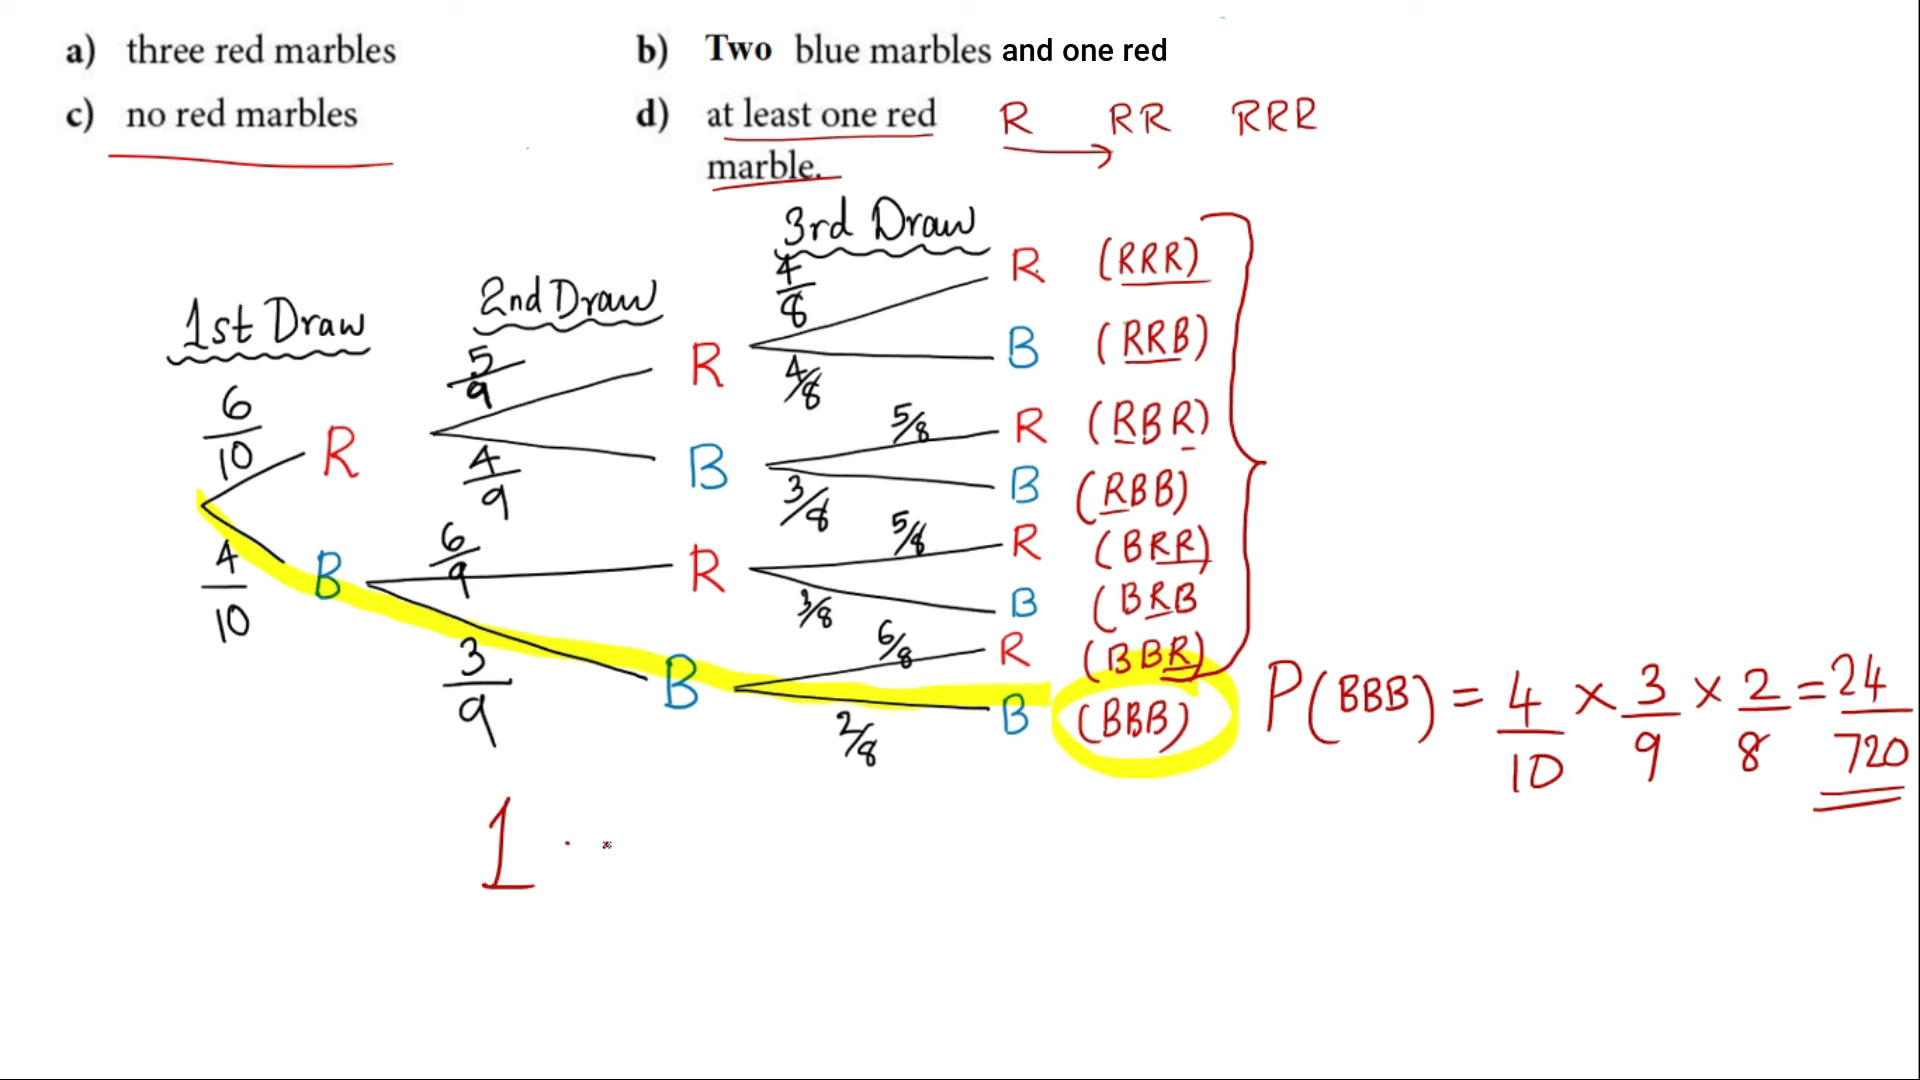 a) three red marbles
b) Two blue marbles and one red
c) no red marbles
d) at least one red marble.
R RR RRR
1st Draw
2nd Draw
3rd Draw
6/10 R
4/10 B
5/9 R
4/9 B
6/9 R
3/9 B
4/8 R (RRR)
4/8 B (RRB)
5/8 R (RBR)
3/8 B (RBB)
5/8 R (BRR)
3/8 B (BRB
6/8 R (BBR)
2/8 B (BBB)
P(BBB) = 4/10 × 3/9 × 2/8 = 24/720
1